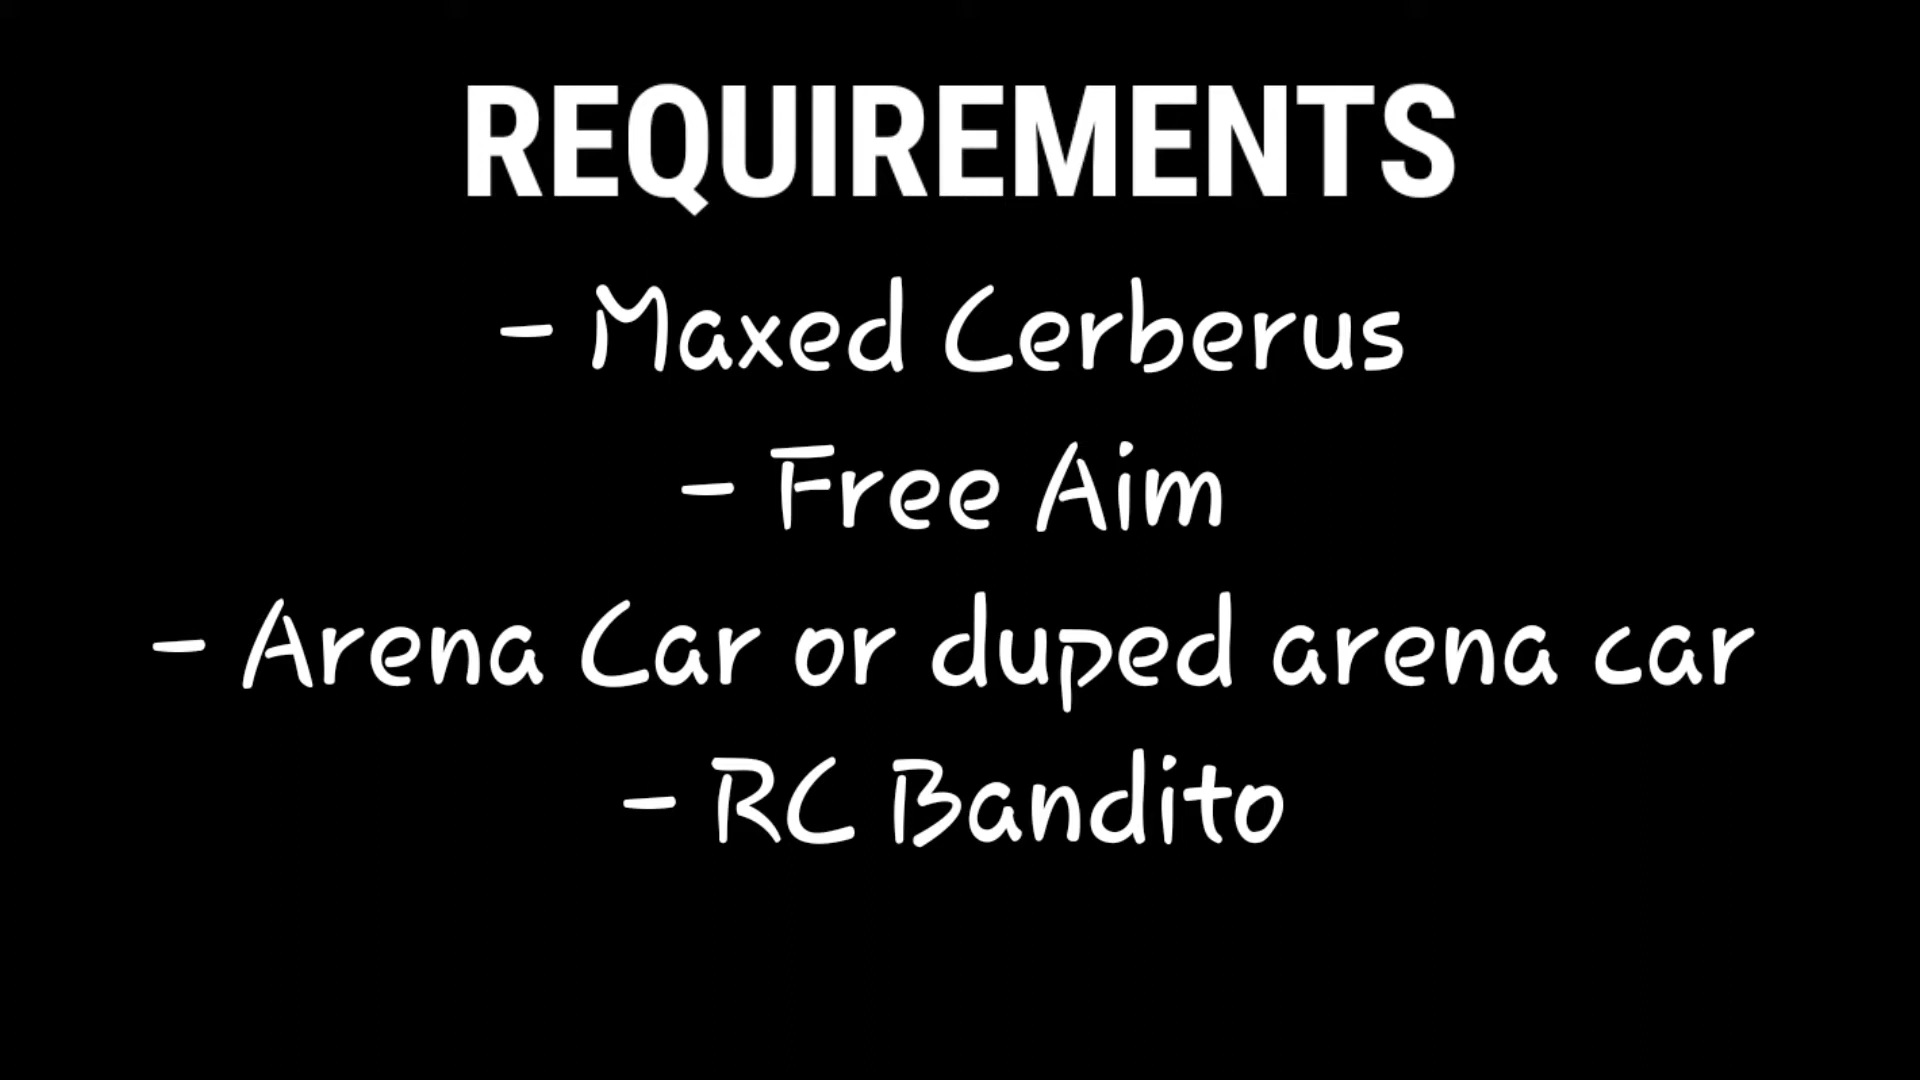 REQUIREMENTS
- Maxed Cerberus
- Free Aim
- Arena Car or duped arena car
- RC Bandito